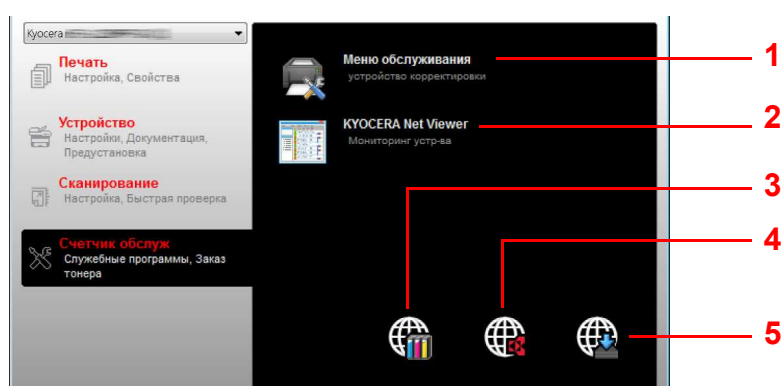 Kyocera
Печать
Настройка, Свойства
Устройство
Настройки, Документация,
Предустановка
Сканирование
Настройка, Быстрая проверка
Счетчик обслуж
Служебные программы, Заказ
тонера
Меню обслуживания
устройство корректировки
KYOCERA Net Viewer
Мониторинг устр-ва
1
2
3
4
5